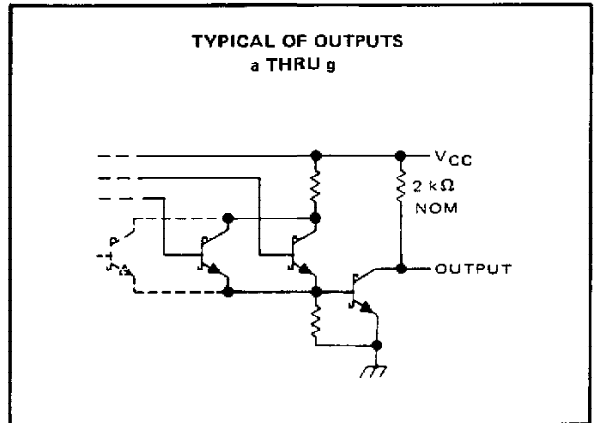 TYPICAL OF OUTPUTS
a THRU g
VCC
2 kΩ
NOM
OUTPUT